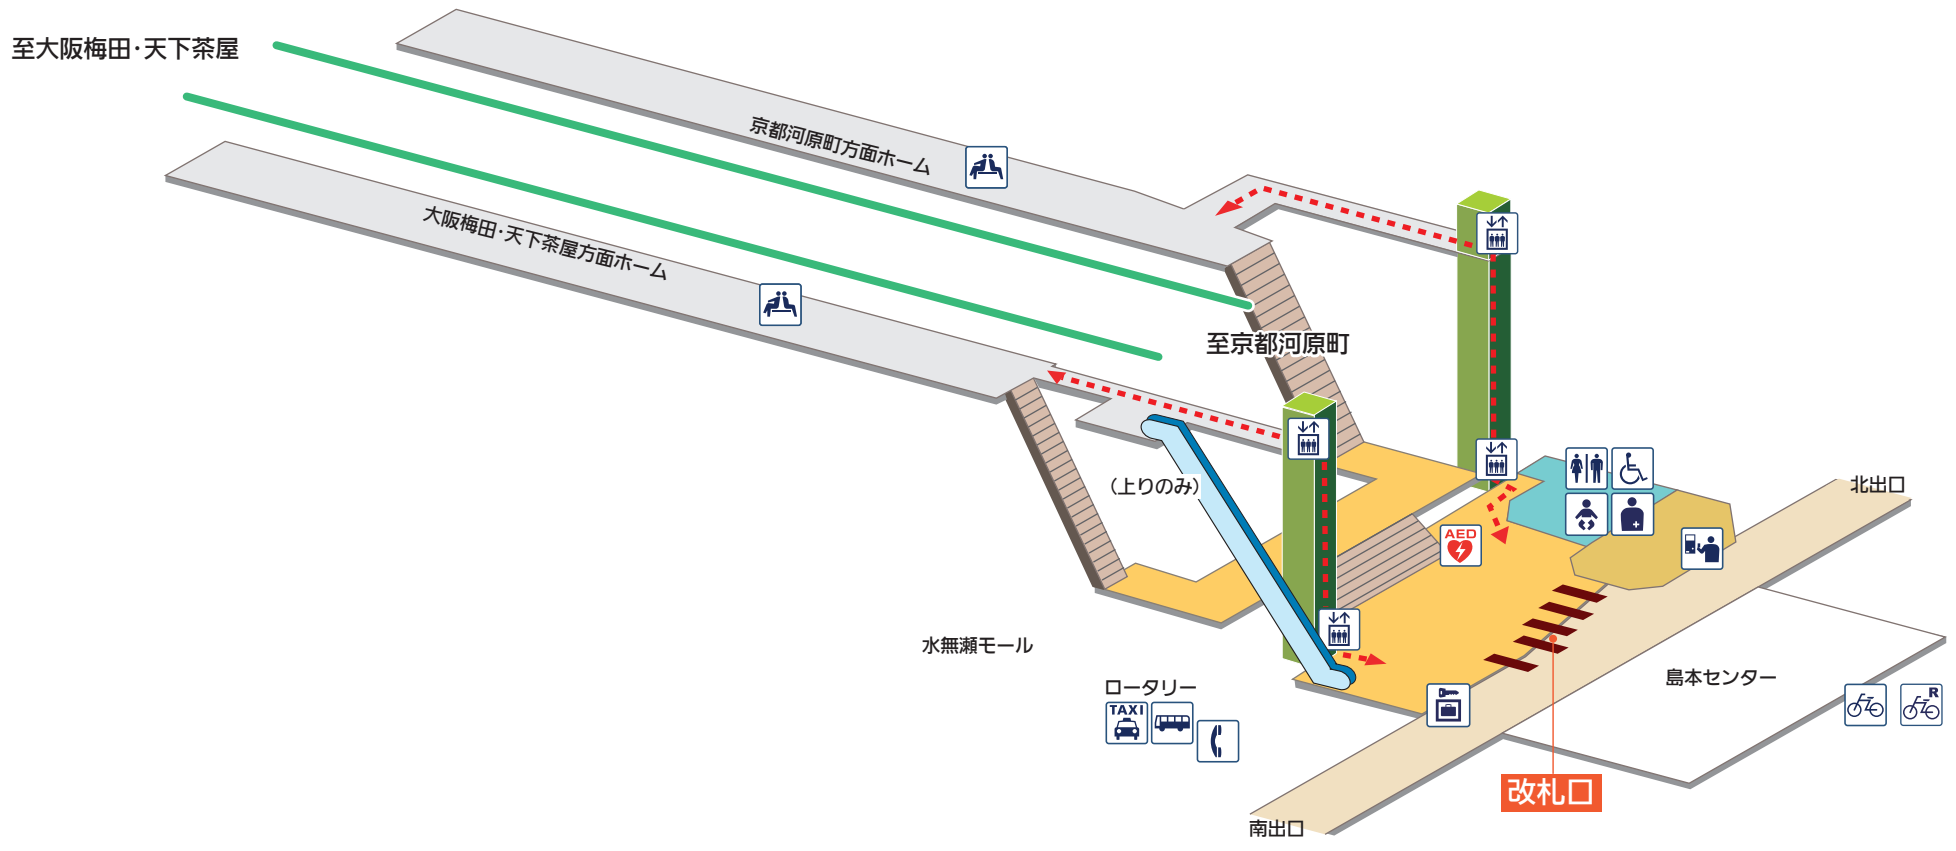 至大阪梅田・天下茶屋
京都河原町方面ホーム
大阪梅田・天下茶屋方面ホーム
至京都河原町
（上りのみ）
AED
北出口
水無瀬モール
ロータリー
TAXI
島本センター
R
改札口
南出口